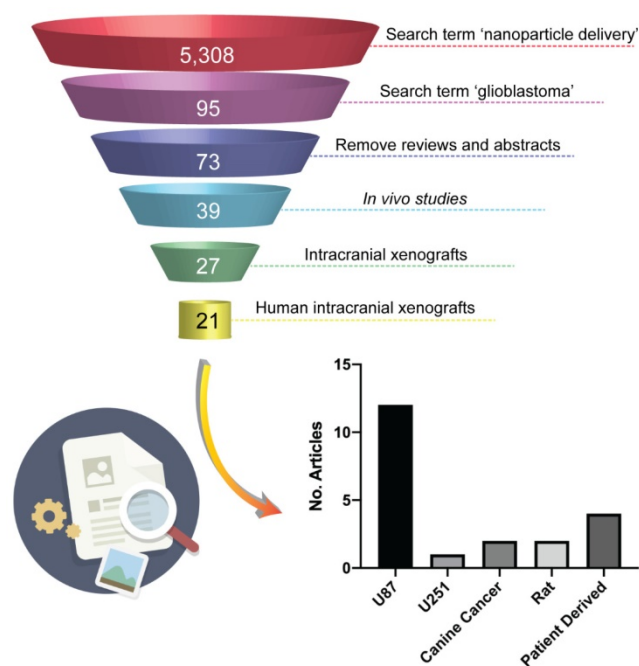 5,308
Search term ‘nanoparticle delivery’
95
Search term ‘glioblastoma’
73
Remove reviews and abstracts
39
In vivo studies
27
Intracranial xenografts
21
Human intracranial xenografts
No. Articles
15
10
5
0
U87
U251
Canine Cancer
Rat
Patient Derived